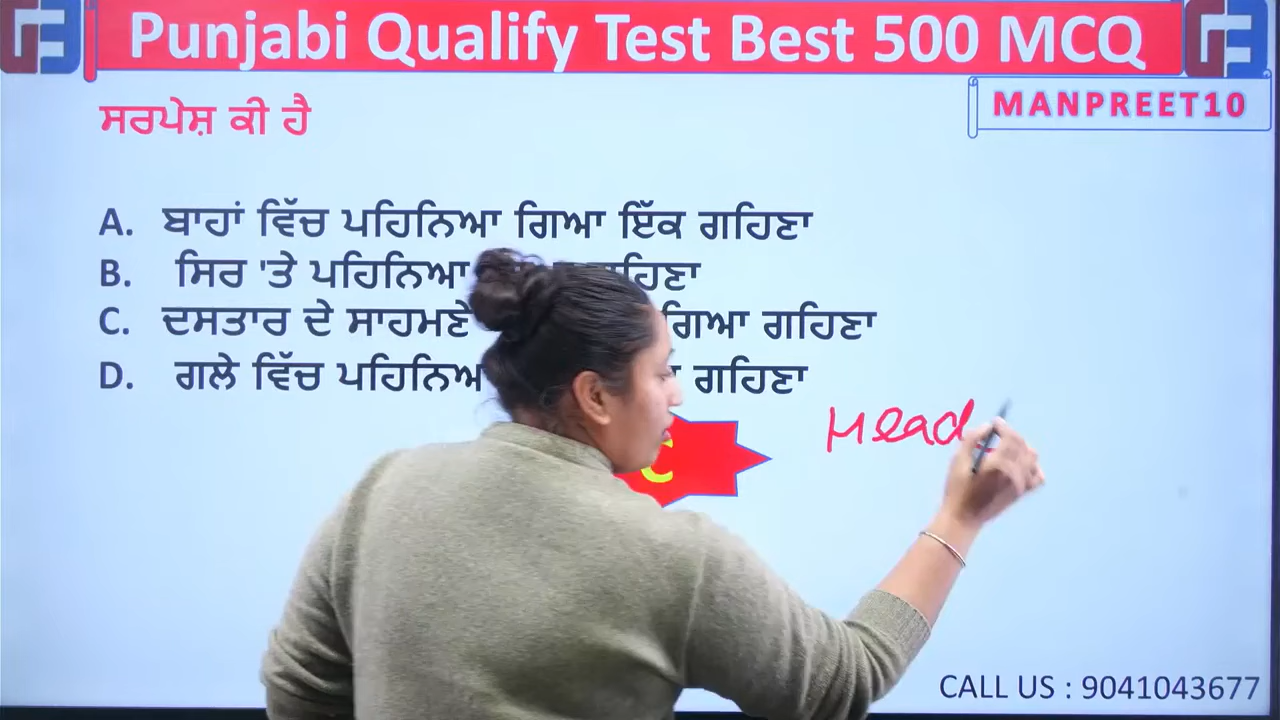 Punjabi Qualify Test Best 500 MCQ
MANPREET10
ਸਰਪੇਸ਼ ਕੀ ਹੈ
A. ਬਾਹਾਂ ਵਿੱਚ ਪਹਿਨਿਆ ਗਿਆ ਇੱਕ ਗਹਿਣਾ
B. ਸਿਰ 'ਤੇ ਪਹਿਨਿਆ ਗਹਿਣਾ
C. ਦਸਤਾਰ ਦੇ ਸਾਹਮਣੇ ਗਿਆ ਗਹਿਣਾ
D. ਗਲੇ ਵਿੱਚ ਪਹਿਨਿਆ ਗਹਿਣਾ
Head
C
CALL US : 9041043677